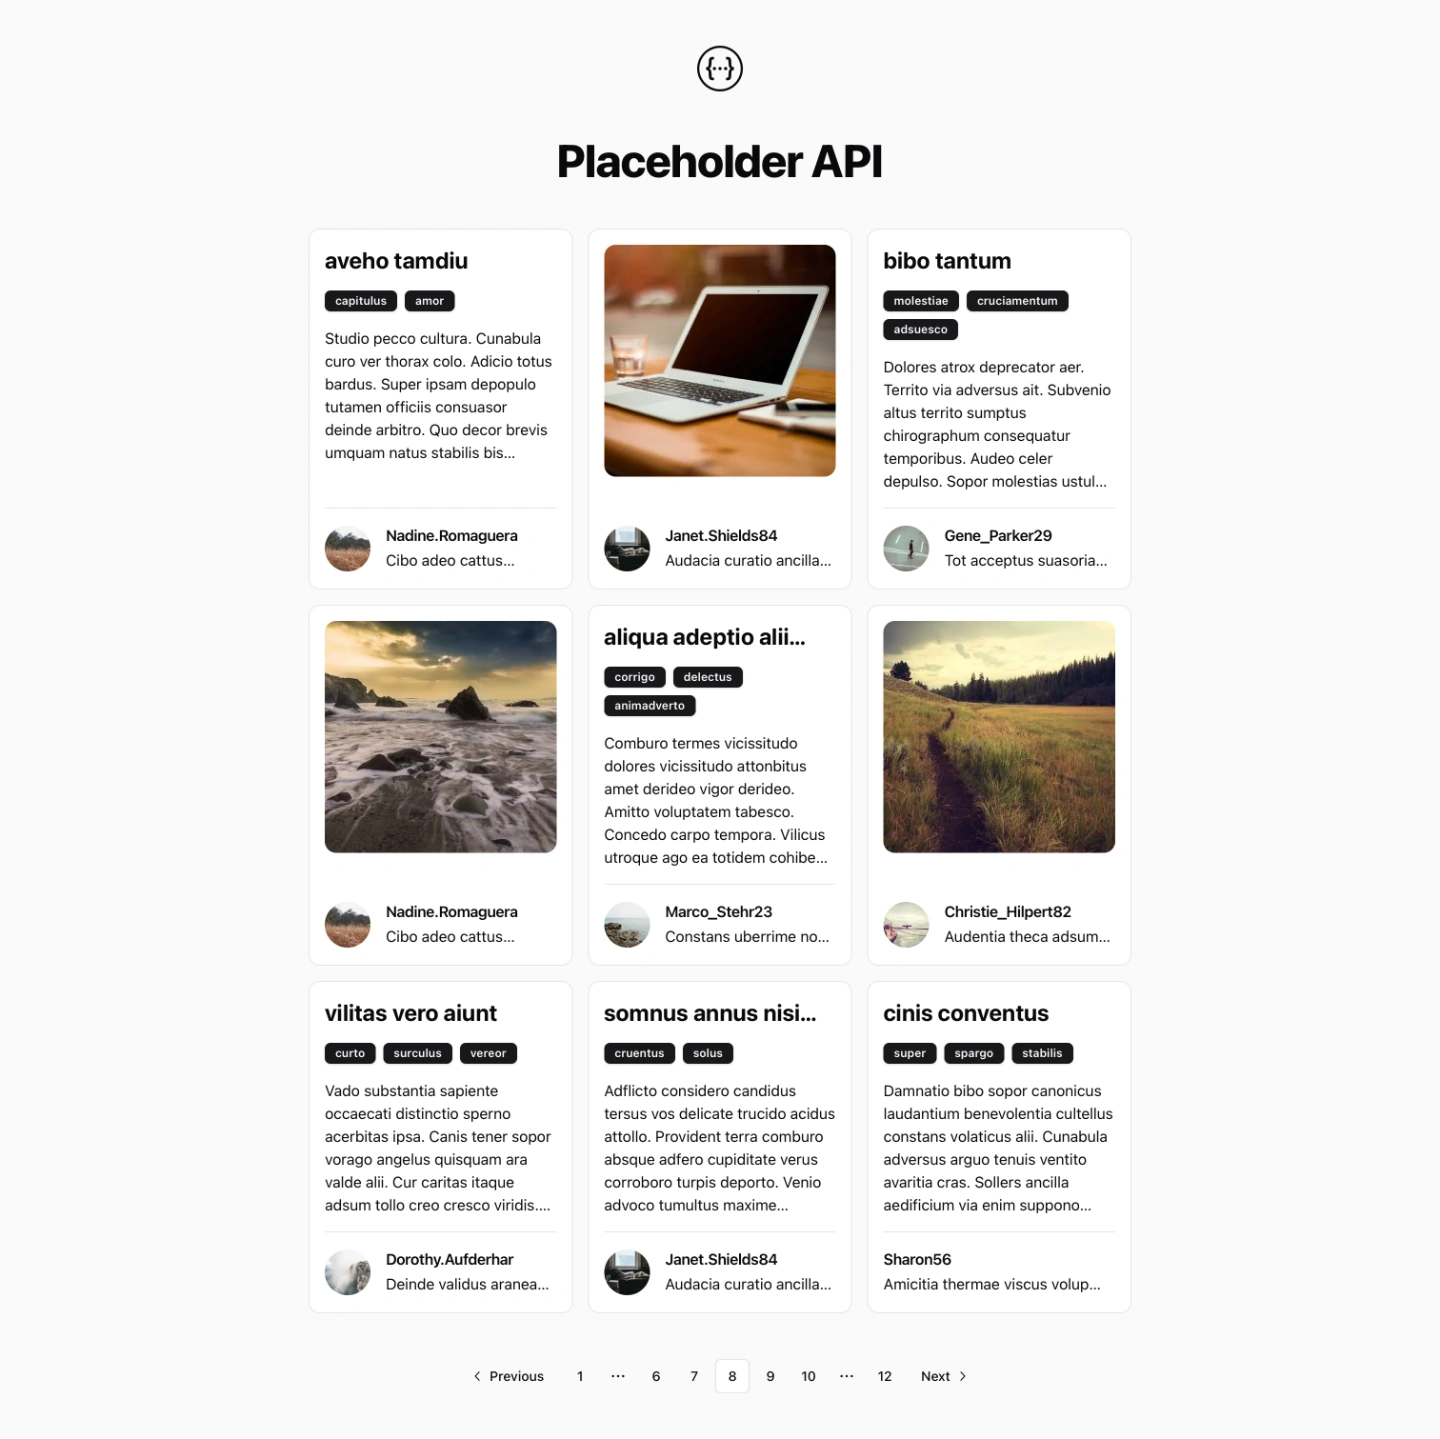 {···}
Placeholder API
aveho tamdiu
capitulus amor
Studio pecco cultura. Cunabula
curo ver thorax colo. Adicio totus
bardus. Super ipsam depopulo
tutamen officiis consuasor
deinde arbitro. Quo decor brevis
umquam natus stabilis bis...
Nadine.Romaguera
Cibo adeo cattus...
Janet.Shields84
Audacia curatio ancilla...
bibo tantum
molestiae cruciamentum
adsuesco
Dolores atrox deprecator aer.
Territo via adversus ait. Subvenio
altus territo sumptus
chirographum consequatur
temporibus. Audeo celer
depulso. Sopor molestias ustul...
Gene_Parker29
Tot acceptus suasoria...
Nadine.Romaguera
Cibo adeo cattus...
aliqua adeptio alii...
corrigo delectus
animadverto
Comburo termes vicissitudo
dolores vicissitudo attonbitus
amet derideo vigor derideo.
Amitto voluptatem tabesco.
Concedo carpo tempora. Vilicus
utroque ago ea totidem cohibe...
Marco_Stehr23
Constans uberrime no...
Christie_Hilpert82
Audentia theca adsum...
vilitas vero aiunt
curto surculus vereor
Vado substantia sapiente
occaecati distinctio sperno
acerbitas ipsa. Canis tener sopor
vorago angelus quisquam ara
valde alii. Cur caritas itaque
adsum tollo creo cresco viridis....
Dorothy.Aufderhar
Deinde validus aranea...
somnus annus nisi...
cruentus solus
Adflicto considero candidus
tersus vos delicate trucido acidus
attollo. Provident terra comburo
absque adfero cupiditate verus
corroboro turpis deporto. Venio
advoco tumultus maxime...
Janet.Shields84
Audacia curatio ancilla...
cinis conventus
super spargo stabilis
Damnatio bibo sopor canonicus
laudantium benevolentia cultellus
constans volaticus alii. Cunabula
adversus arguo tenuis ventito
avaritia cras. Sollers ancilla
aedificium via enim suppono...
Sharon56
Amicitia thermae viscus volup...
Previous 1 ··· 6 7 8 9 10 ··· 12 Next